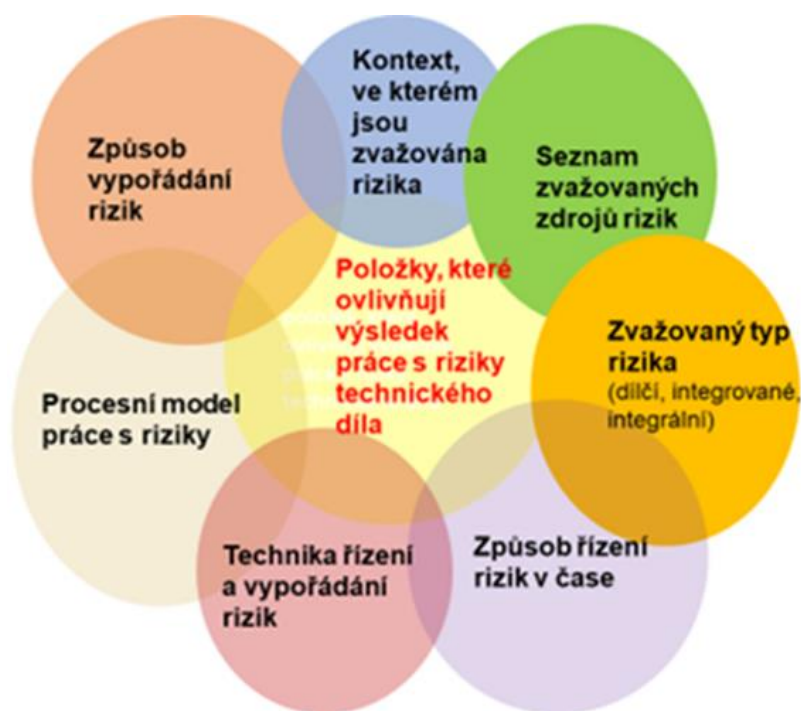 Kontext,
ve kterém
jsou
zvažována
rizika
Způsob
vypořádání
rizik
Seznam
zvažovaných
zdrojů rizik
Položky, které
ovlivňují
výsledek
práce s riziky
technického
díla
Zvažovaný typ
rizika
(dílčí, integrované,
integrální)
Procesní model
práce s riziky
Technika řízení
a vypořádání
rizik
Způsob řízení
rizik v čase